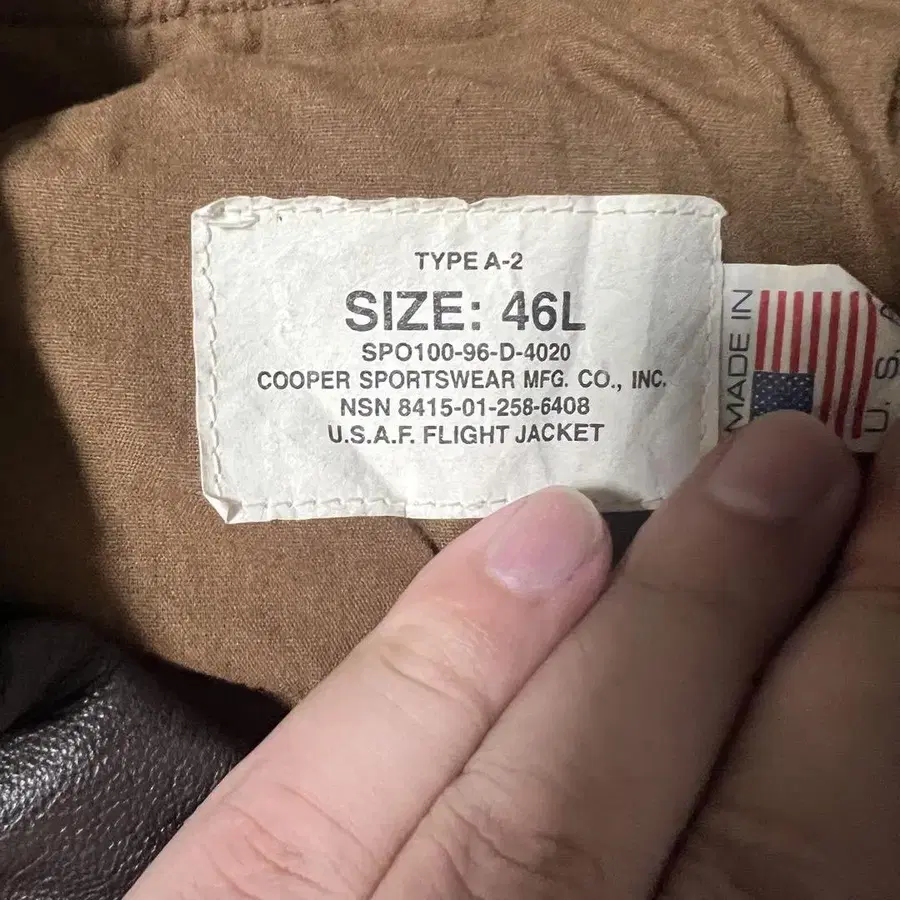 TYPE A-2
SIZE: 46L
SPO100-96-D-4020
COOPER SPORTSWEAR MFG. CO., INC.
NSN 8415-01-258-6408
U.S.A.F. FLIGHT JACKET
MADE IN
U.S.A